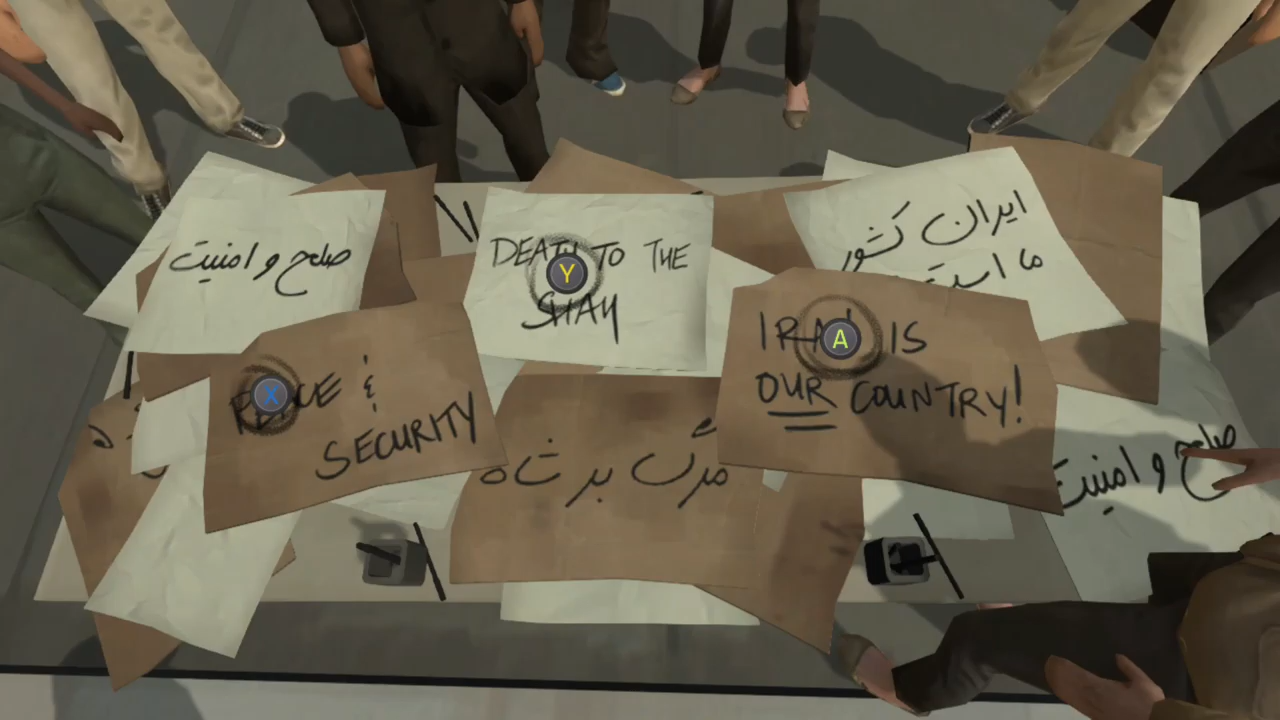 صلح و امنیت
DEATH TO THE
SHAH
ایران کشور
ما است
PEACE &
SECURITY
IRAN IS
OUR COUNTRY!
مرگ بر شاه
صلح و امنیت
X
Y
A